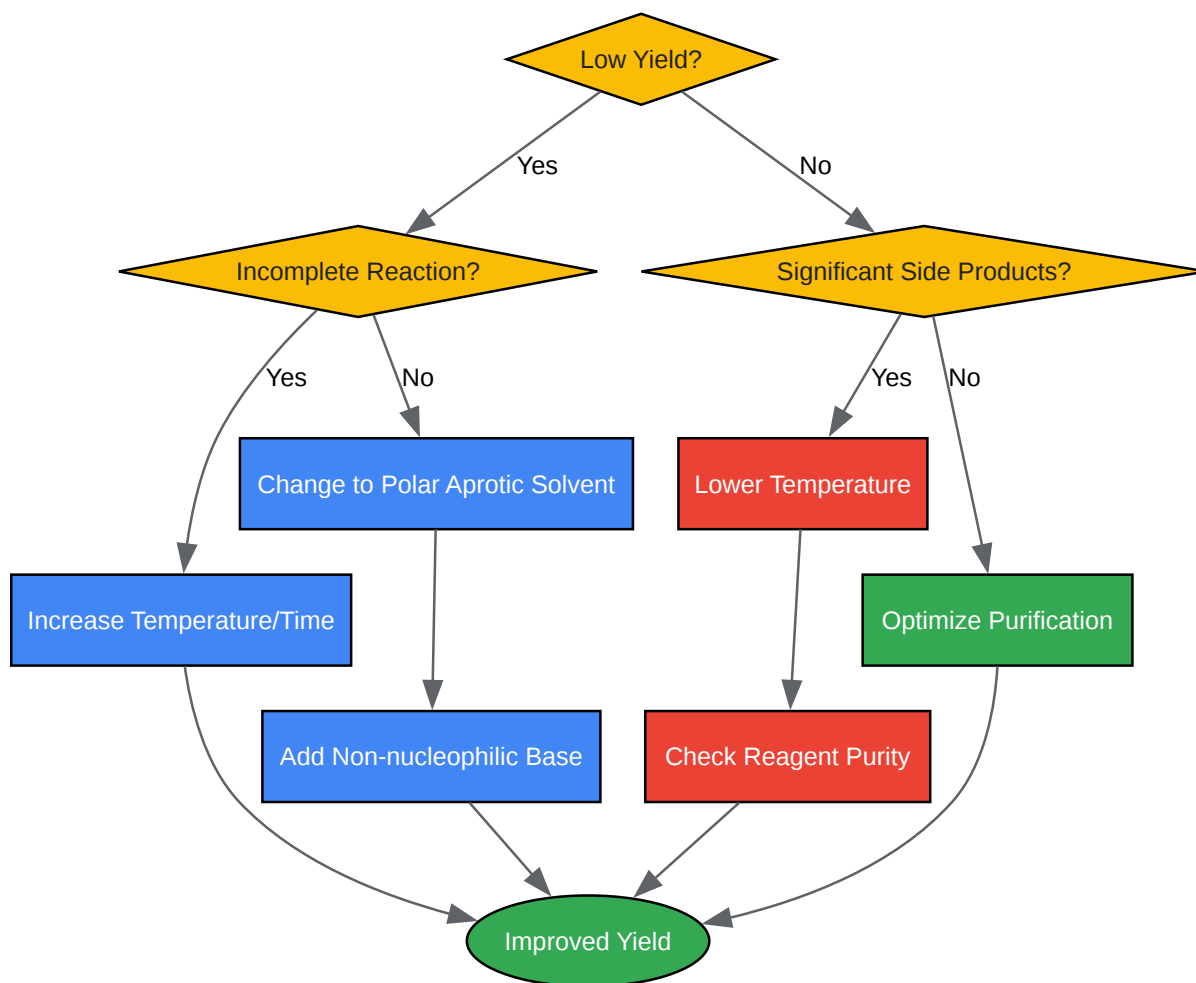 Low Yield?
Yes
No
Incomplete Reaction?
Significant Side Products?
Yes
No
Yes
No
Change to Polar Aprotic Solvent
Lower Temperature
Increase Temperature/Time
Optimize Purification
Add Non-nucleophilic Base
Check Reagent Purity
Improved Yield